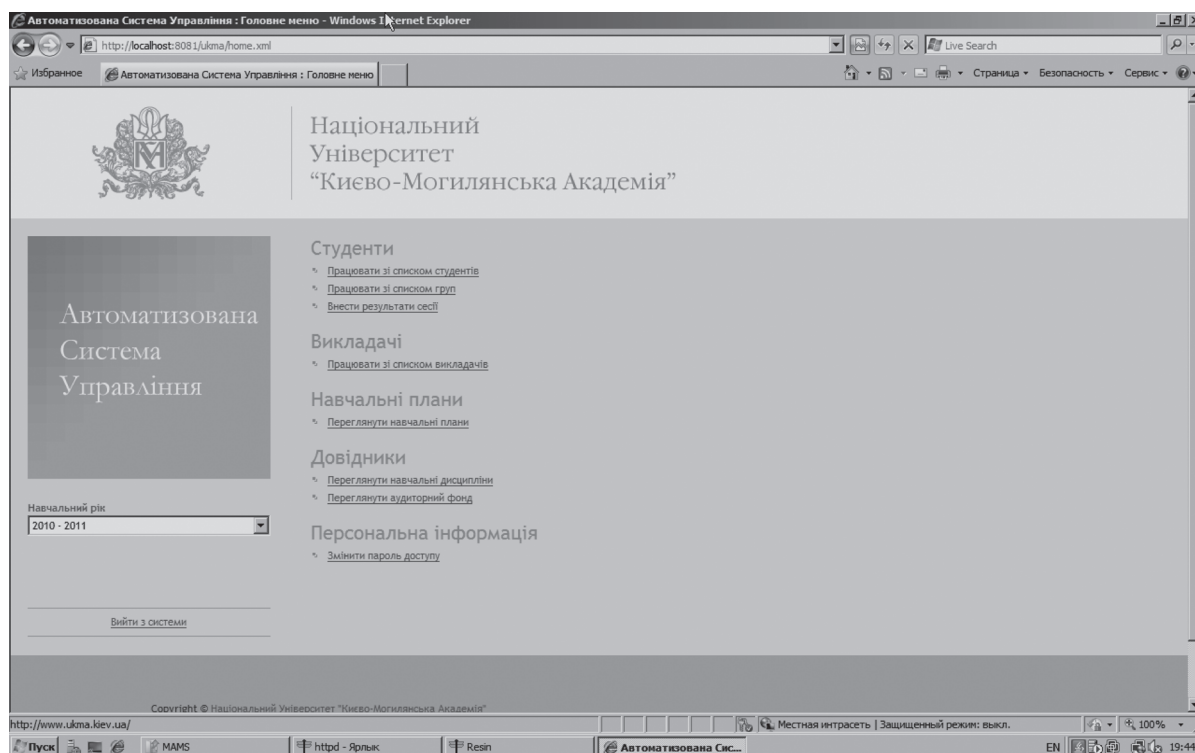 Автоматизована Система Управління : Головне меню - Windows Internet Explorer
http://localhost:8081/ukma/home.xml
Live Search
Избранное
Автоматизована Система Управління : Головне меню
Страница
Безопасность
Сервис
Національний
Університет
"Києво-Могилянська Академія"
Автоматизована
Система
Управління
Навчальний рік
2010 - 2011
Вийти з системи
Студенти
Працювати зі списком студентів
Працювати зі списком груп
Внести результати сесії
Викладачі
Працювати зі списком викладачів
Навчальні плани
Переглянути навчальні плани
Довідники
Переглянути навчальні дисципліни
Переглянути аудиторний фонд
Персональна інформація
Змінити пароль доступу
Copyright © Національний Університет "Києво-Могилянська Академія"
http://www.ukma.kiev.ua/
Местная интрасеть | Защищенный режим: выкл.
100%
Пуск
MAMS
httpd - Ярлык
Resin
Автоматизована Сис...
EN
19:44